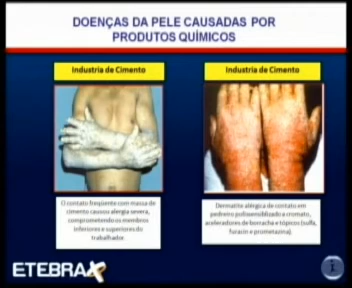 DOENÇAS DA PELE CAUSADAS POR
PRODUTOS QUÍMICOS
Industria de Cimento
Industria de Cimento
O contato freqüente com massa de
cimento causou alergia severa,
comprometendo os membros
inferiores e superiores do
trabalhador
Dermatite alérgica de contato em
pedreiro polissensibilizado a cromato,
aceleradores de borracha e tópicos (sulfa,
furacin e prometazina).
ETEBRAX